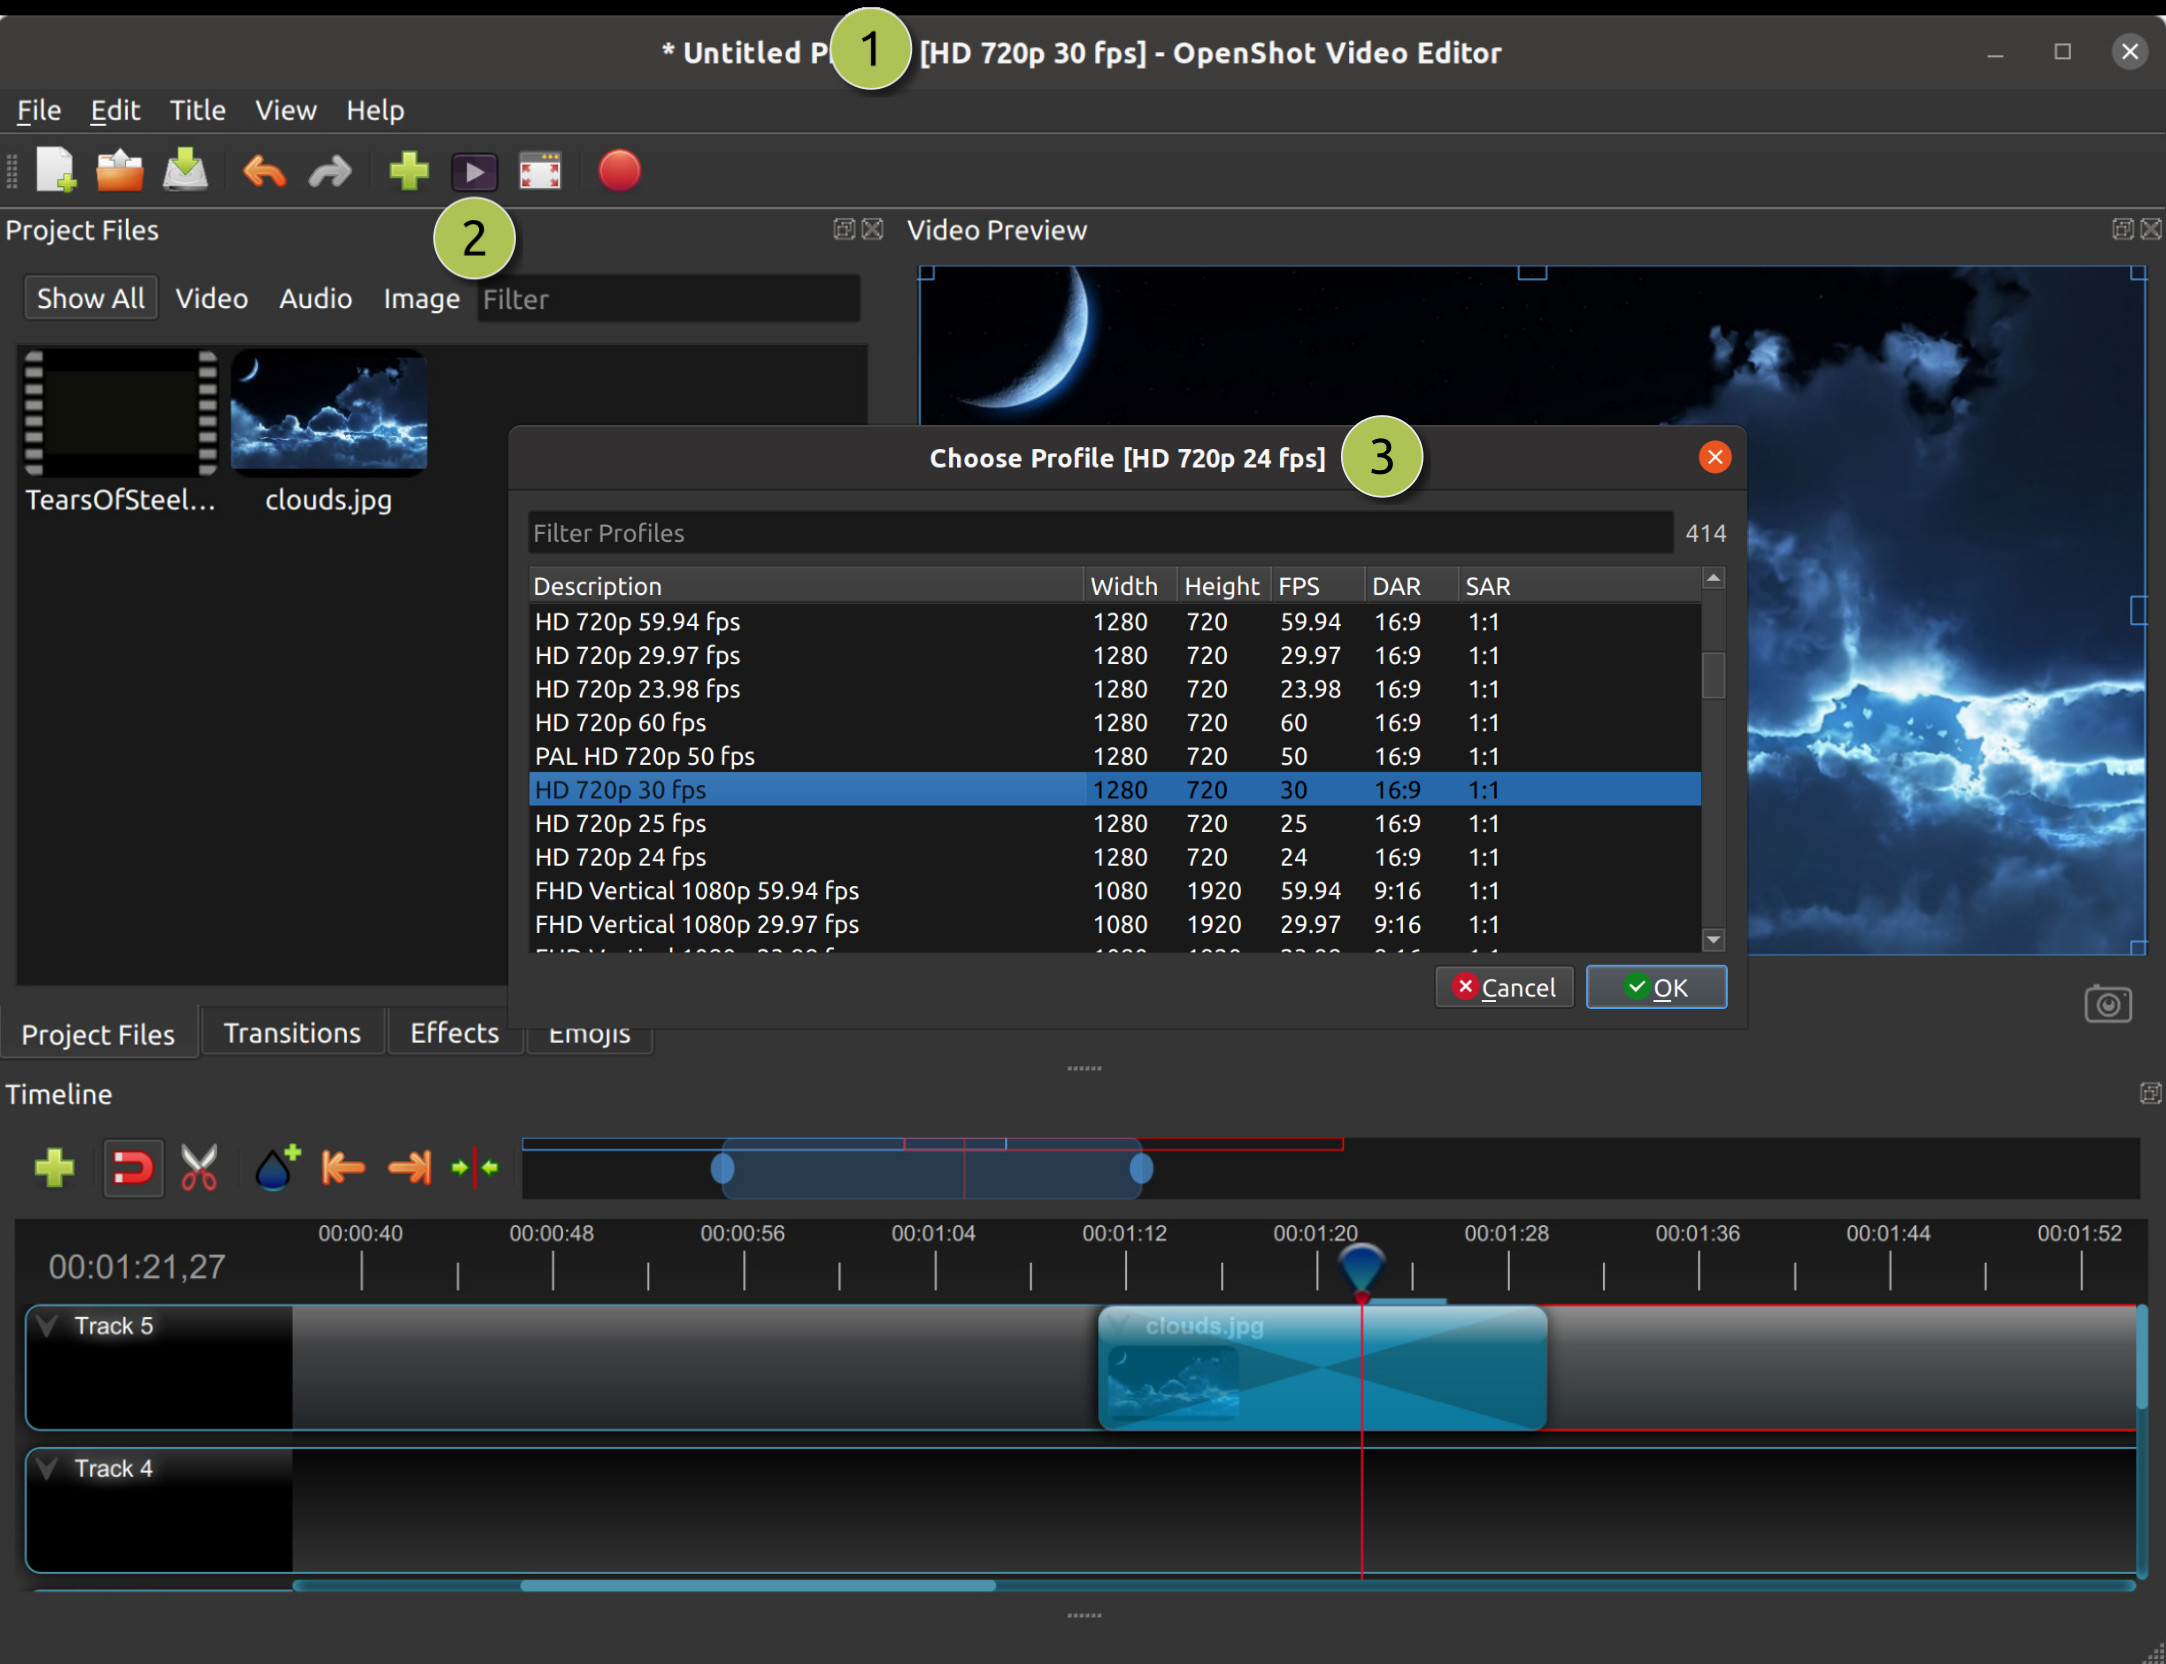 * Untitled P 1 [HD 720p 30 fps] - OpenShot Video Editor
File Edit Title View Help
2
Project Files
Video Preview
Show All Video Audio Image Filter
TearsOfSteel... clouds.jpg
Choose Profile [HD 720p 24 fps] 3
Filter Profiles 414
Description Width Height FPS DAR SAR
HD 720p 59.94 fps 1280 720 59.94 16:9 1:1
HD 720p 29.97 fps 1280 720 29.97 16:9 1:1
HD 720p 23.98 fps 1280 720 23.98 16:9 1:1
HD 720p 60 fps 1280 720 60 16:9 1:1
PAL HD 720p 50 fps 1280 720 50 16:9 1:1
HD 720p 30 fps 1280 720 30 16:9 1:1
HD 720p 25 fps 1280 720 25 16:9 1:1
HD 720p 24 fps 1280 720 24 16:9 1:1
FHD Vertical 1080p 59.94 fps 1080 1920 59.94 9:16 1:1
FHD Vertical 1080p 29.97 fps 1080 1920 29.97 9:16 1:1
Cancel OK
Project Files Transitions Effects Emojis
Timeline
00:00:40 00:00:48 00:00:56 00:01:04 00:01:12 00:01:20 00:01:28 00:01:36 00:01:44 00:01:52
00:01:21,27
Track 5
clouds.jpg
Track 4